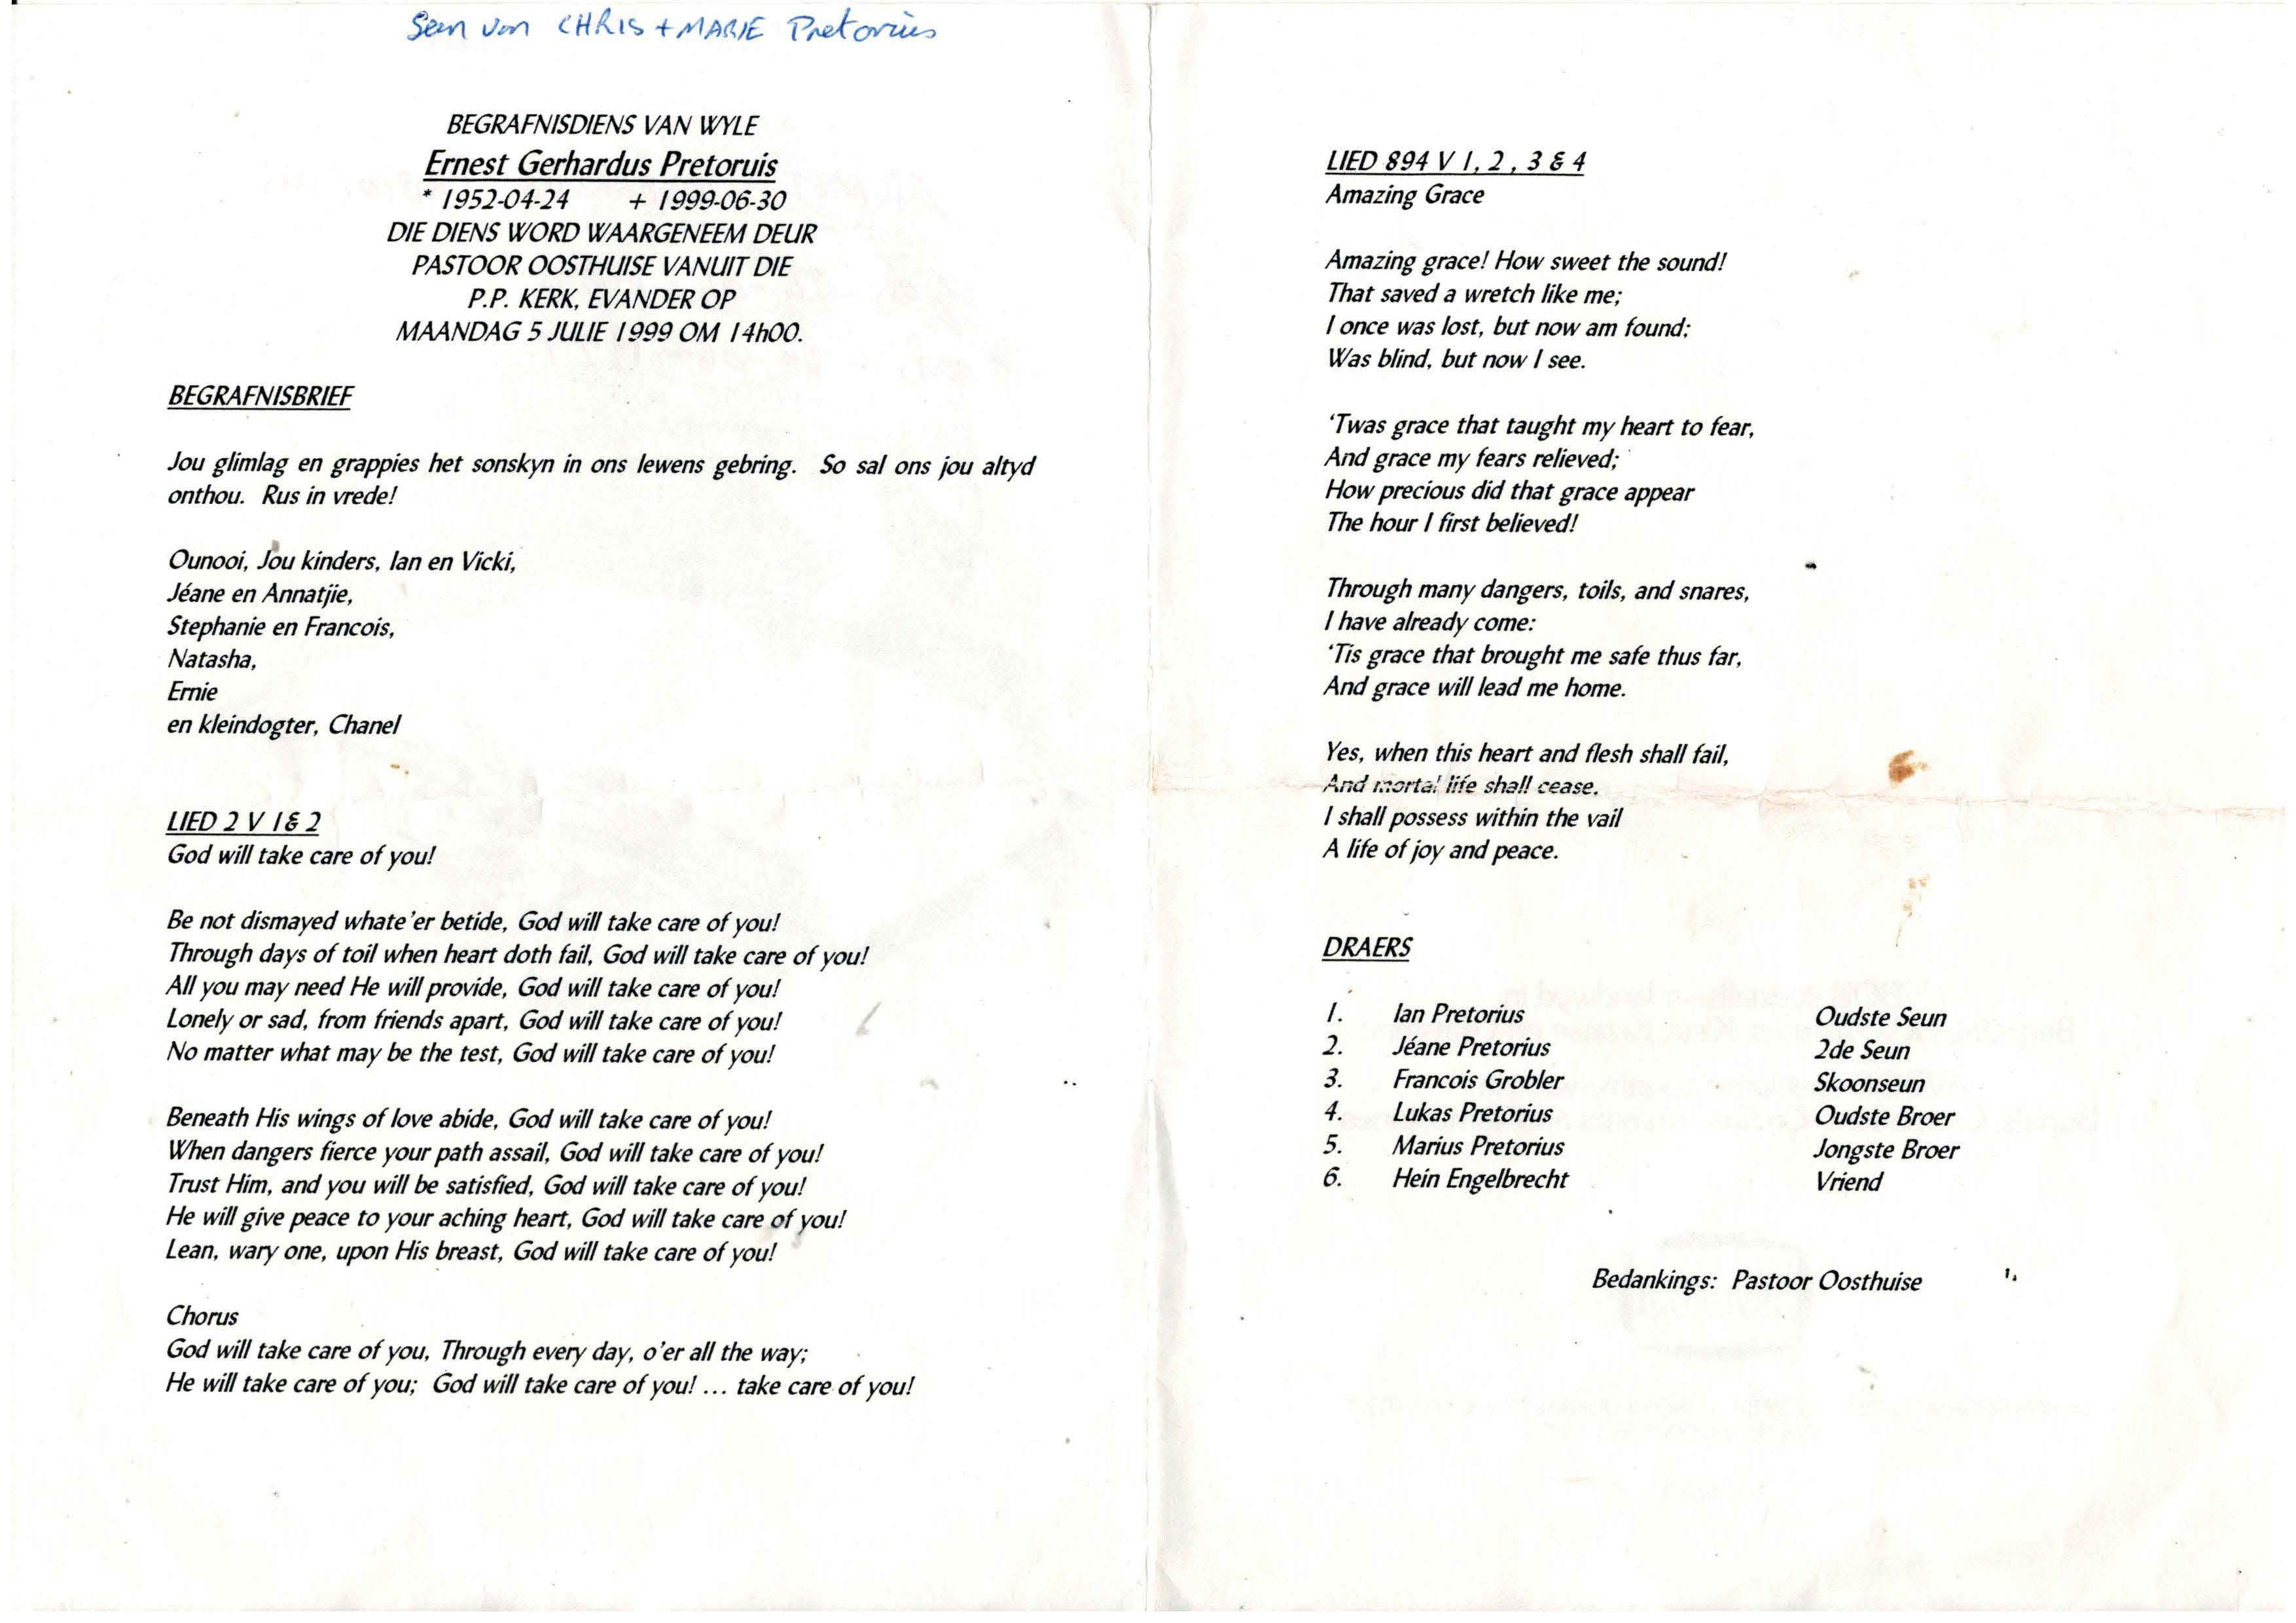 Seun van CHRIS + MARIE Pretorius
BEGRAFNISDIENS VAN WYLE
Ernest Gerhardus Pretoruis
* 1952-04-24 + 1999-06-30
DIE DIENS WORD WAARGENEEM DEUR
PASTOOR OOSTHUISE VANUIT DIE
P.P. KERK, EVANDER OP
MAANDAG 5 JULIE 1999 OM 14h00.
BEGRAFNISBRIEF
Jou glimlag en grappies het sonskyn in ons lewens gebring. So sal ons jou altyd
onthou. Rus in vrede!
Ounooi, Jou kinders, Ian en Vicki,
Jéane en Annatjie,
Stephanie en Francois,
Natasha,
Ernie
en kleindogter, Chanel
LIED 2 V 1 & 2
God will take care of you!
Be not dismayed whate'er betide, God will take care of you!
Through days of toil when heart doth fail, God will take care of you!
All you may need He will provide, God will take care of you!
Lonely or sad, from friends apart, God will take care of you!
No matter what may be the test, God will take care of you!
Beneath His wings of love abide, God will take care of you!
When dangers fierce your path assail, God will take care of you!
Trust Him, and you will be satisfied, God will take care of you!
He will give peace to your aching heart, God will take care of you!
Lean, wary one, upon His breast, God will take care of you!
Chorus
God will take care of you, Through every day, o'er all the way;
He will take care of you; God will take care of you! ... take care of you!
LIED 894 V 1, 2 , 3 & 4
Amazing Grace
Amazing grace! How sweet the sound!
That saved a wretch like me;
I once was lost, but now am found;
Was blind, but now I see.
'Twas grace that taught my heart to fear,
And grace my fears relieved;
How precious did that grace appear
The hour I first believed!
Through many dangers, toils, and snares,
I have already come:
'Tis grace that brought me safe thus far,
And grace will lead me home.
Yes, when this heart and flesh shall fail,
And mortal life shall cease,
I shall possess within the vail
A life of joy and peace.
DRAERS
1. Ian Pretorius Oudste Seun
2. Jéane Pretorius 2de Seun
3. Francois Grobler Skoonseun
4. Lukas Pretorius Oudste Broer
5. Marius Pretorius Jongste Broer
6. Hein Engelbrecht Vriend
Bedankings: Pastoor Oosthuise